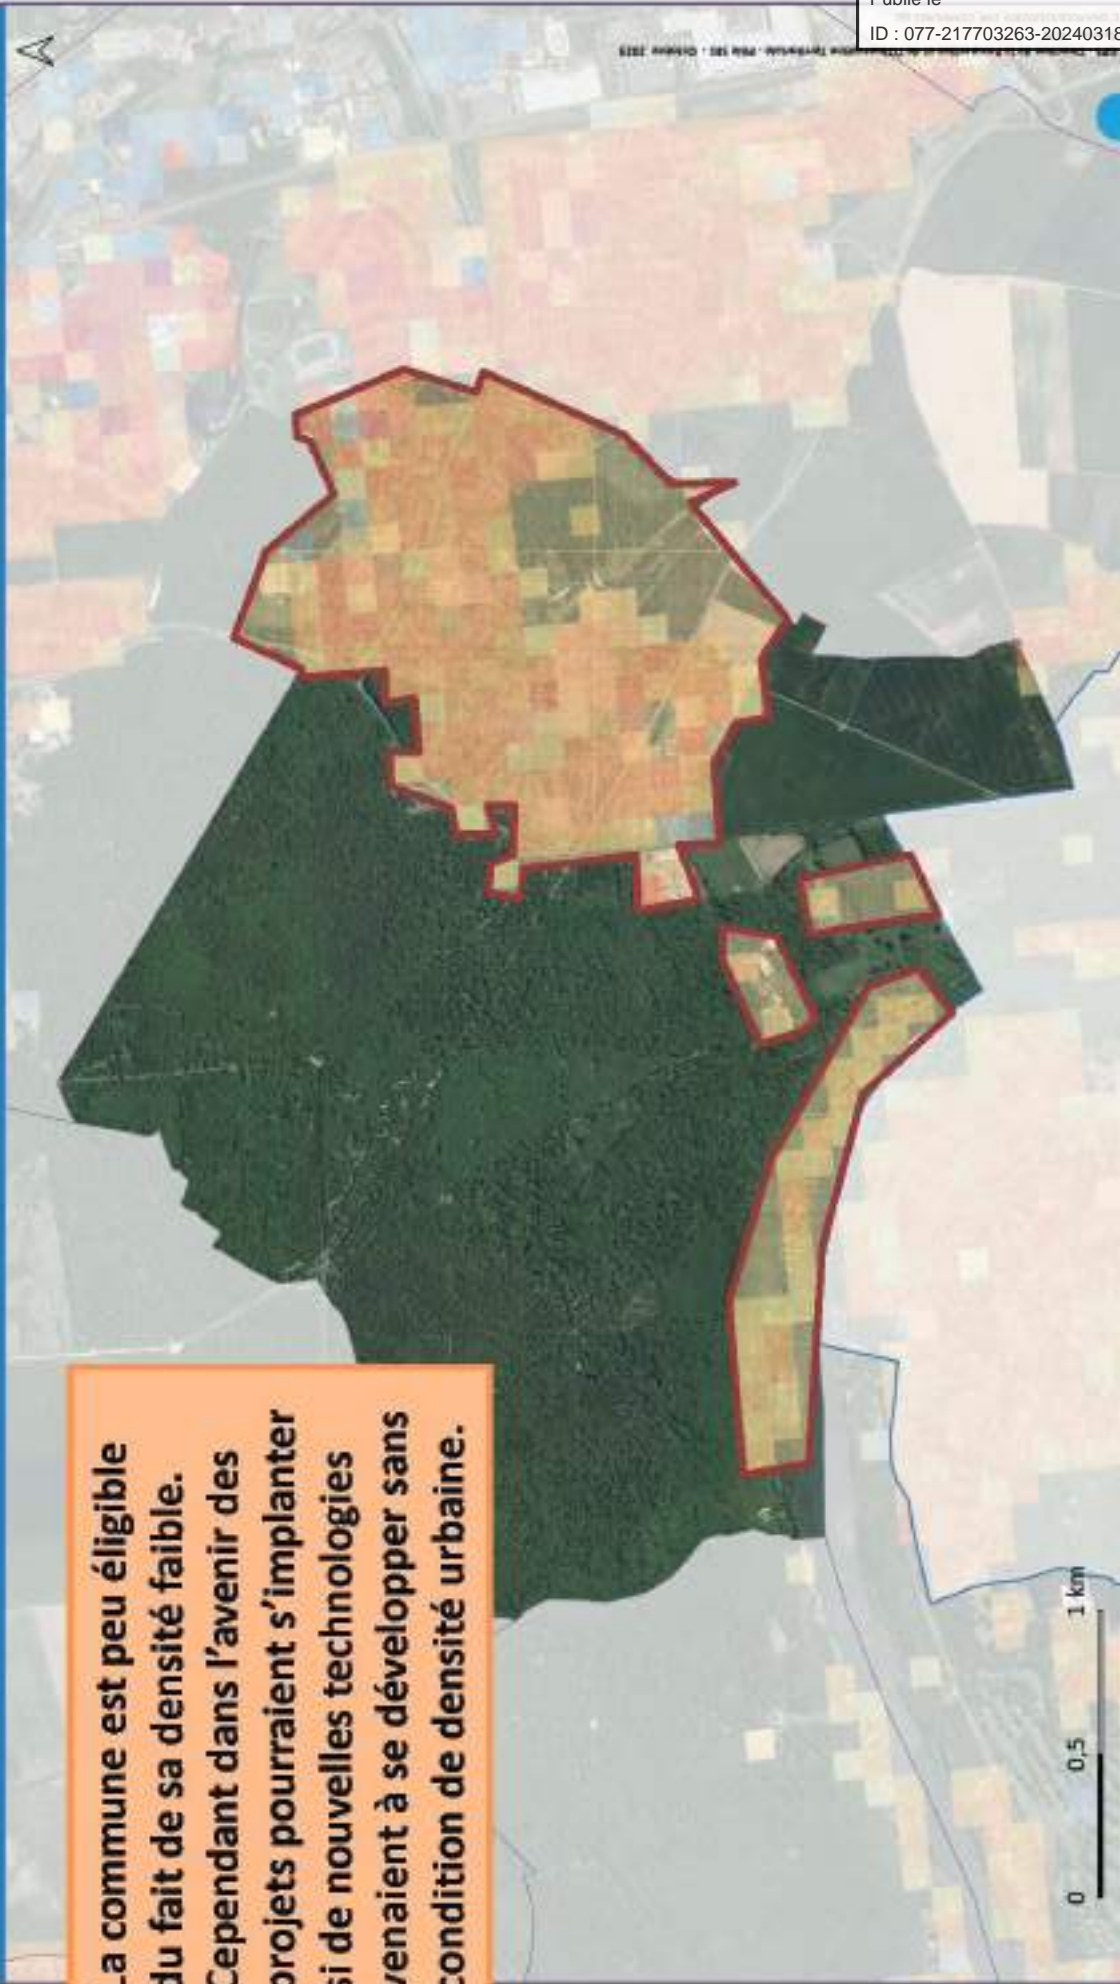 Publié le
ID : 077-217703263-20240318
La commune est peu éligible
du fait de sa densité faible.
Cependant dans l'avenir des
projets pourraient s'implanter
si de nouvelles technologies
venaient à se développer sans
condition de densité urbaine.
0 0,5 1 km